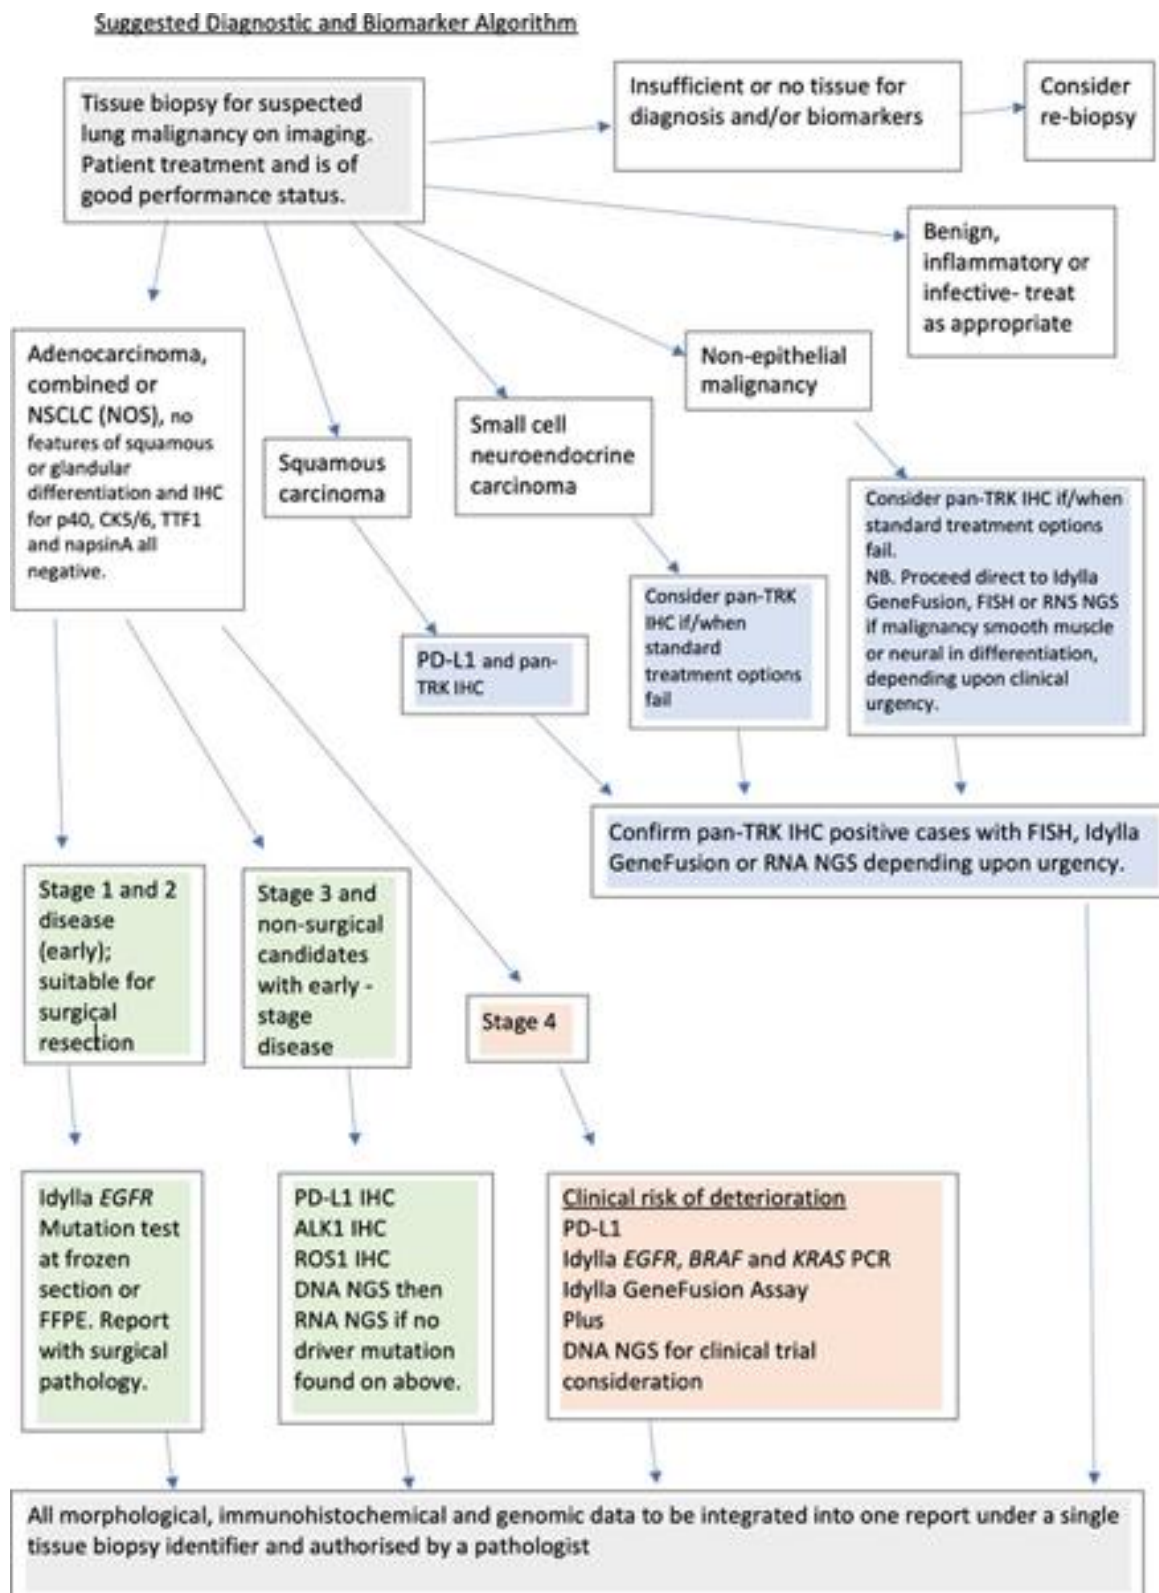 Suggested Diagnostic and Biomarker Algorithm
Tissue biopsy for suspected
lung malignancy on imaging.
Patient treatment and is of
good performance status.
Insufficient or no tissue for
diagnosis and/or biomarkers
Consider
re-biopsy
Benign,
inflammatory or
infective- treat
as appropriate
Adenocarcinoma,
combined or
NSCLC (NOS), no
features of squamous
or glandular
differentiation and IHC
for p40, CK5/6, TTF1
and napsinA all
negative.
Squamous
carcinoma
Small cell
neuroendocrine
carcinoma
Non-epithelial
malignancy
PD-L1 and pan-
TRK IHC
Consider pan-TRK
IHC if/when
standard
treatment options
fail
Consider pan-TRK IHC if/when
standard treatment options
fail.
NB. Proceed direct to Idylla
GeneFusion, FISH or RNS NGS
if malignancy smooth muscle
or neural in differentiation,
depending upon clinical
urgency.
Confirm pan-TRK IHC positive cases with FISH, Idylla
GeneFusion or RNA NGS depending upon urgency.
Stage 1 and 2
disease
(early);
suitable for
surgical
resection
Stage 3 and
non-surgical
candidates
with early -
stage
disease
Stage 4
Idylla EGFR
Mutation test
at frozen
section or
FFPE. Report
with surgical
pathology.
PD-L1 IHC
ALK1 IHC
ROS1 IHC
DNA NGS then
RNA NGS if no
driver mutation
found on above.
Clinical risk of deterioration
PD-L1
Idylla EGFR, BRAF and KRAS PCR
Idylla GeneFusion Assay
Plus
DNA NGS for clinical trial
consideration
All morphological, immunohistochemical and genomic data to be integrated into one report under a single
tissue biopsy identifier and authorised by a pathologist